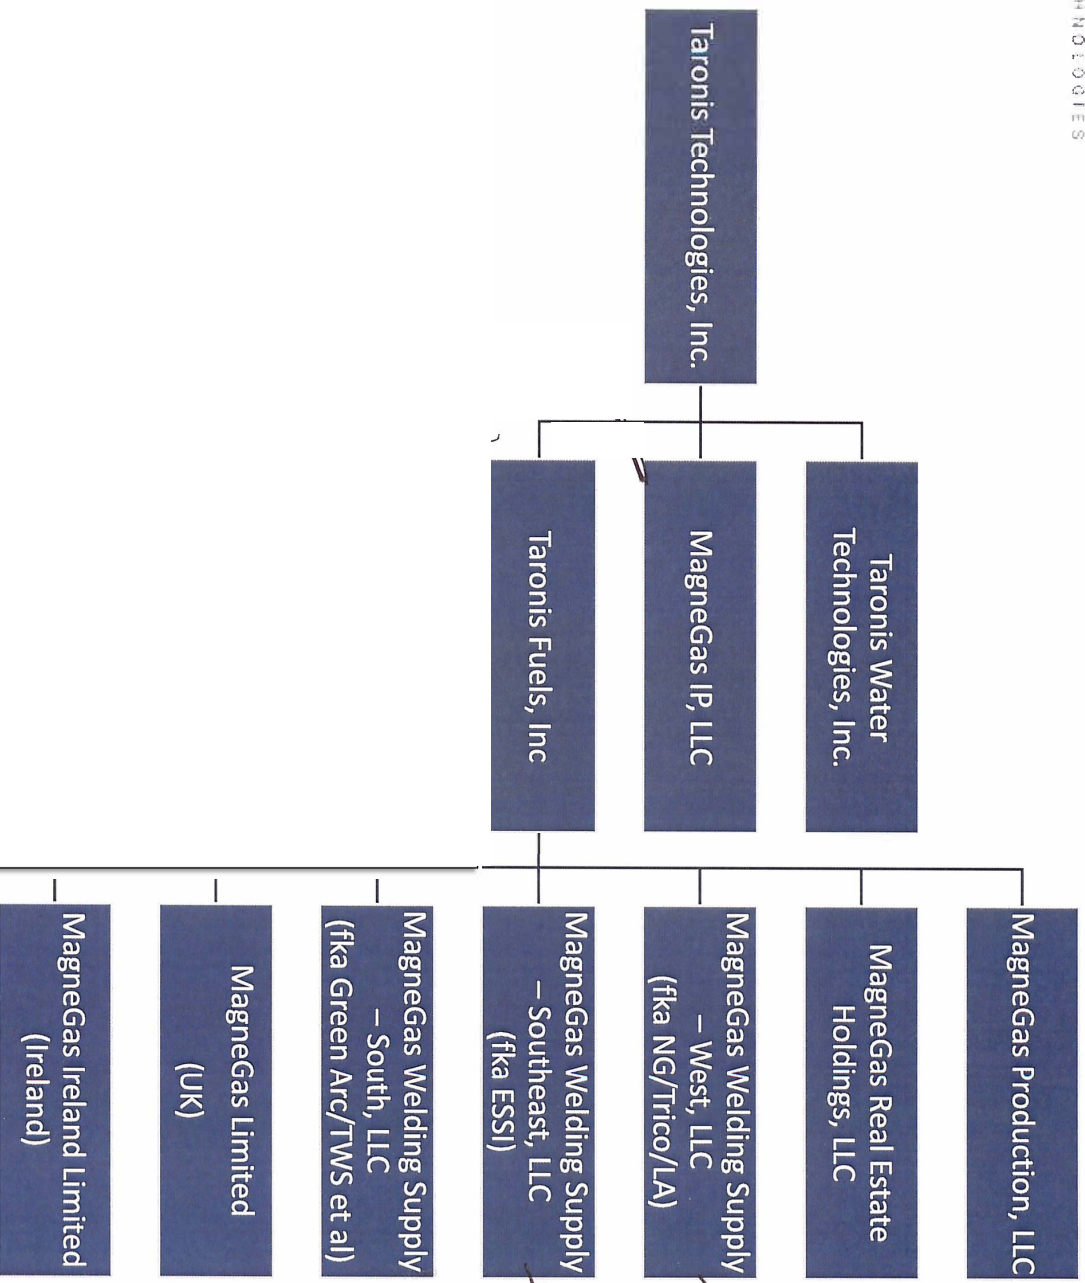 HNOLOGIES
Taronis Technologies, Inc.
Taronis Water
Technologies, Inc.
MagneGas IP, LLC
Taronis Fuels, Inc
MagneGas Production, LLC
MagneGas Real Estate
Holdings, LLC
MagneGas Welding Supply
– West, LLC
(fka NG/Trico/LA)
MagneGas Welding Supply
– Southeast, LLC
(fka ESSI)
MagneGas Welding Supply
– South, LLC
(fka Green Arc/TWS et al)
MagneGas Limited
(UK)
MagneGas Ireland Limited
(Ireland)